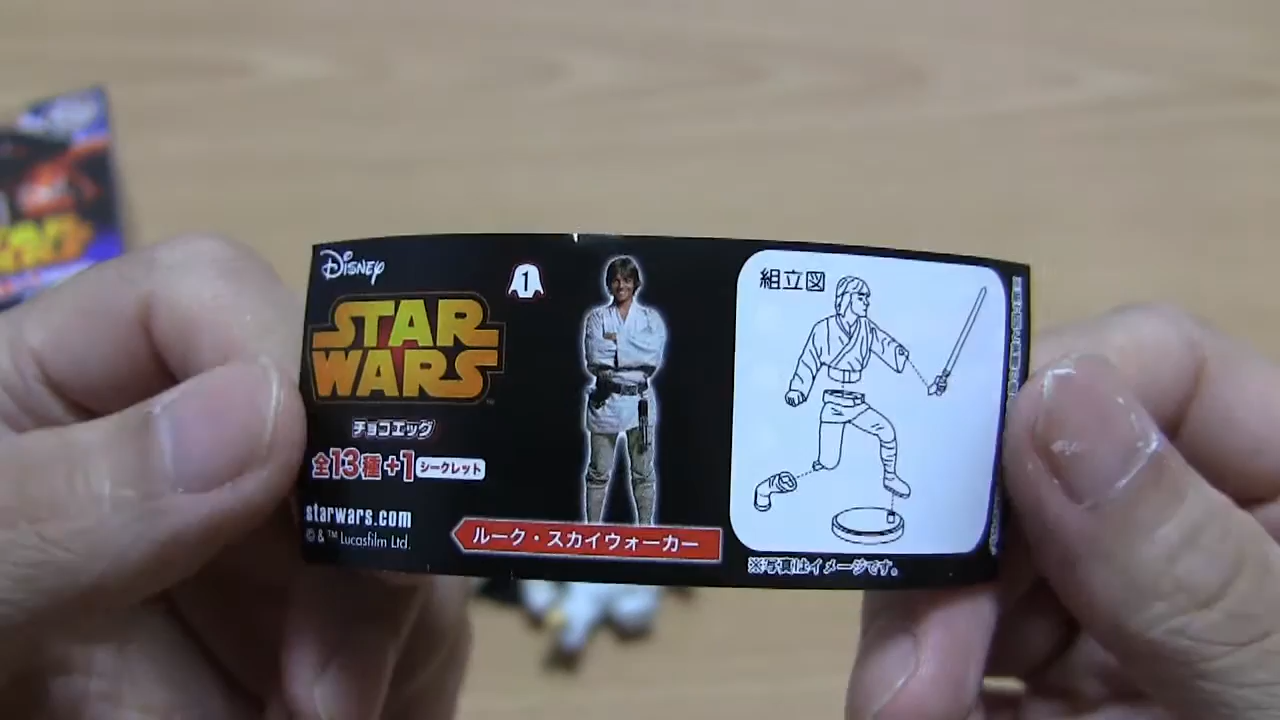 DISNEY
STAR
WARS
チョコエッグ
全13種+1シークレット
starwars.com
© & ™ Lucasfilm Ltd.
1
ルーク・スカイウォーカー
組立図
※写真はイメージです。